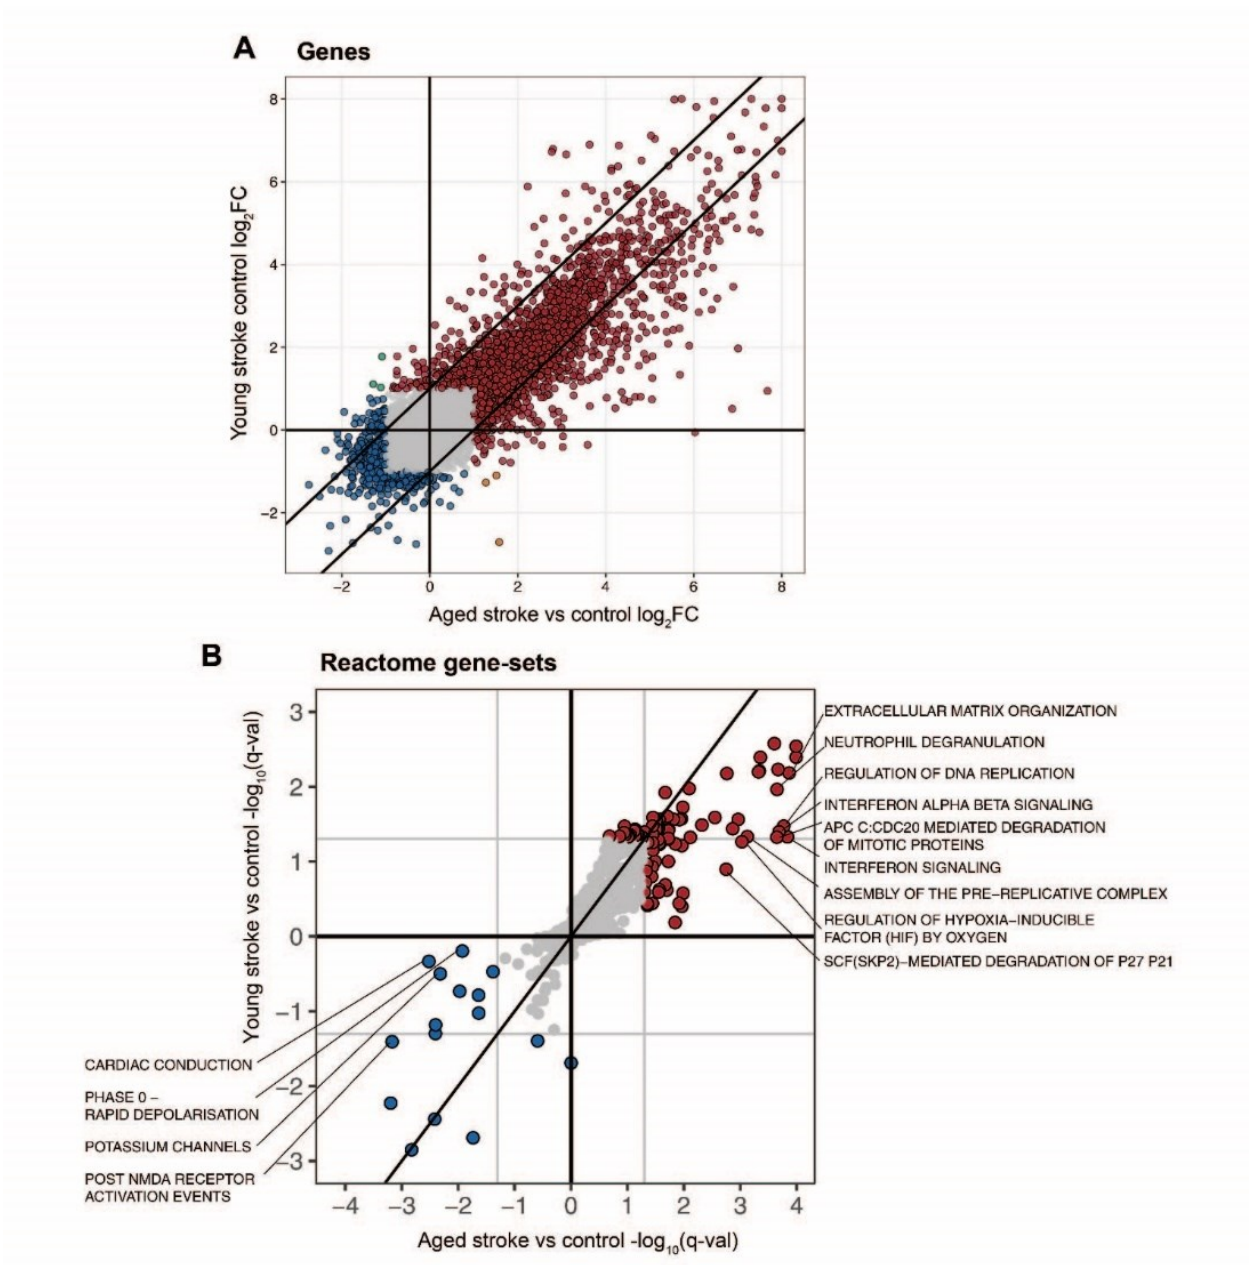 A Genes
Young stroke control log2FC
8
6
4
2
0
−2
−2 0 2 4 6 8
Aged stroke vs control log2FC
B Reactome gene-sets
Young stroke vs control -log10(q-val)
3
2
1
0
−1
−2
−3
EXTRACELLULAR MATRIX ORGANIZATION
NEUTROPHIL DEGRANULATION
REGULATION OF DNA REPLICATION
INTERFERON ALPHA BETA SIGNALING
APC C:CDC20 MEDIATED DEGRADATION
OF MITOTIC PROTEINS
INTERFERON SIGNALING
ASSEMBLY OF THE PRE−REPLICATIVE COMPLEX
REGULATION OF HYPOXIA−INDUCIBLE
FACTOR (HIF) BY OXYGEN
SCF(SKP2)−MEDIATED DEGRADATION OF P27 P21
CARDIAC CONDUCTION
PHASE 0 −
RAPID DEPOLARISATION
POTASSIUM CHANNELS
POST NMDA RECEPTOR
ACTIVATION EVENTS
−4 −3 −2 −1 0 1 2 3 4
Aged stroke vs control -log10(q-val)